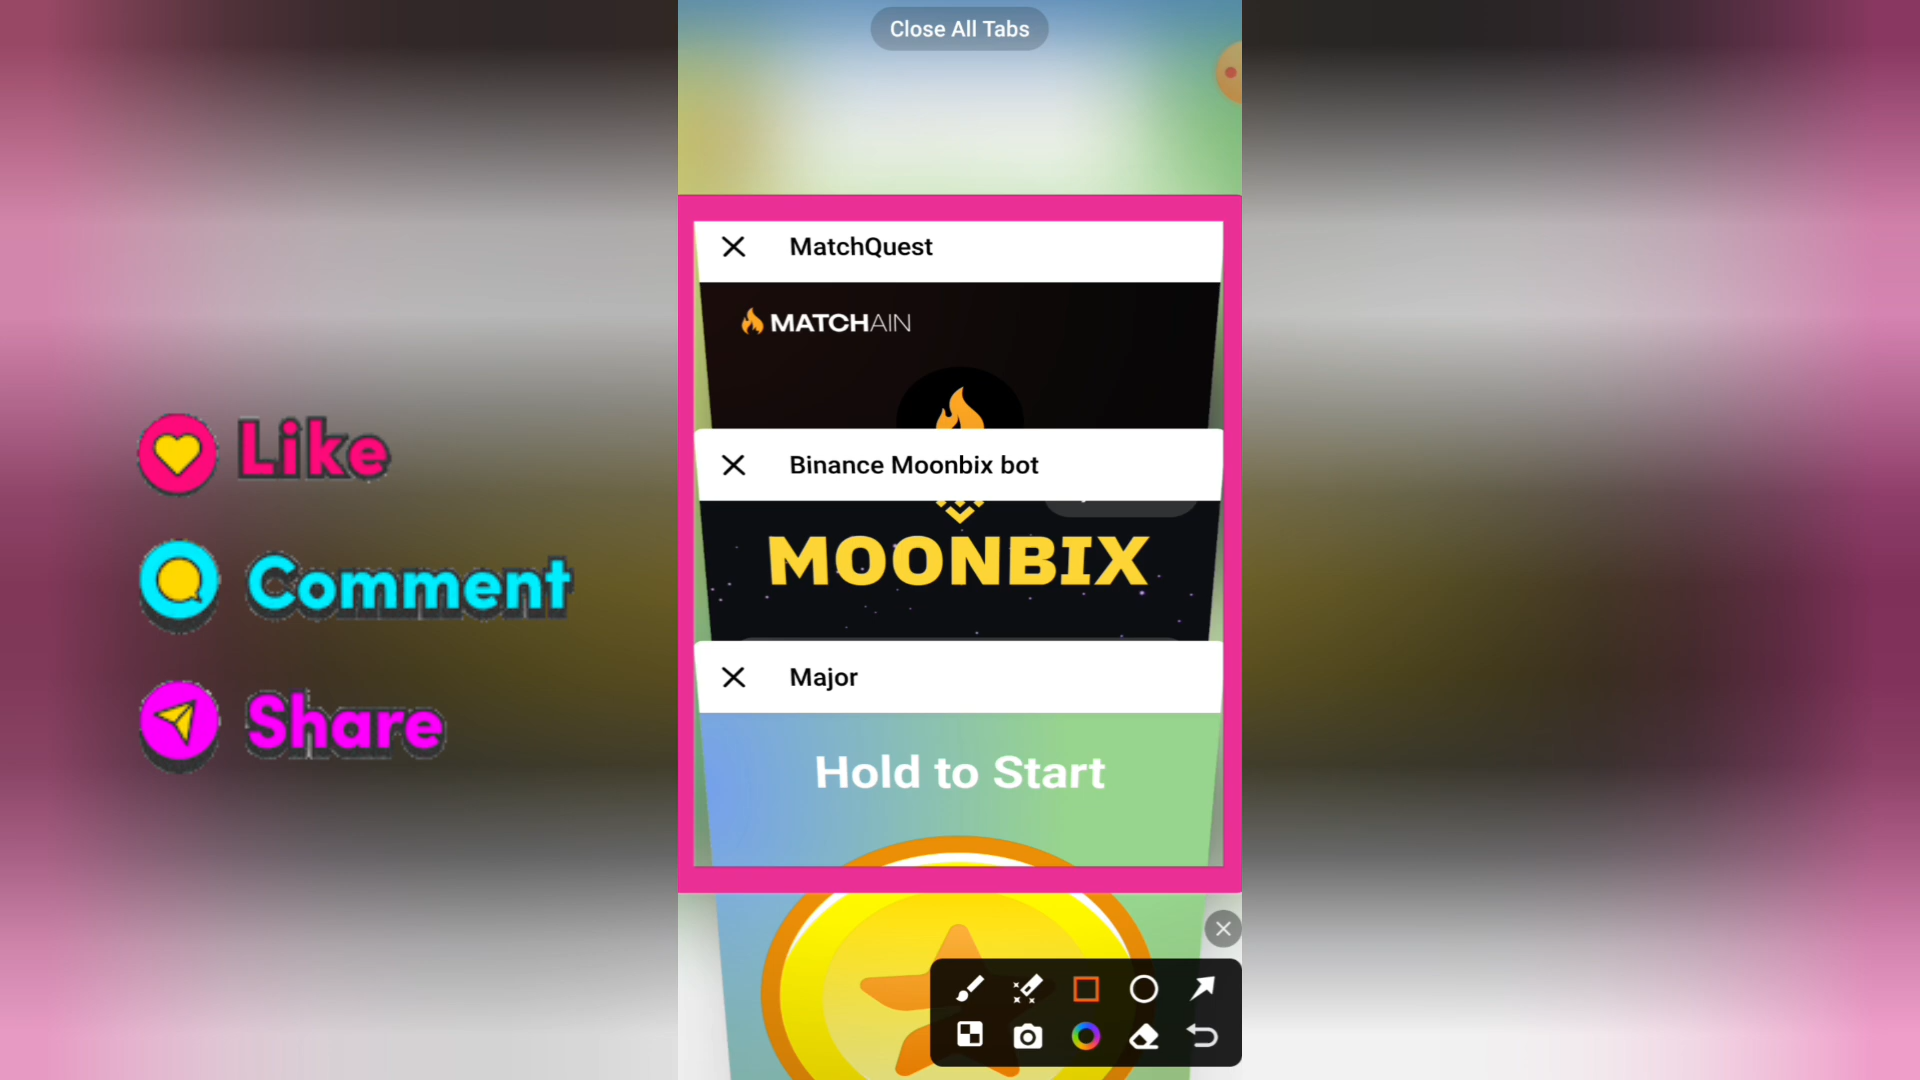 Close All Tabs
MatchQuest
MATCHAIN
Binance Moonbix bot
MOONBIX
Major
Hold to Start
Like
Comment
Share